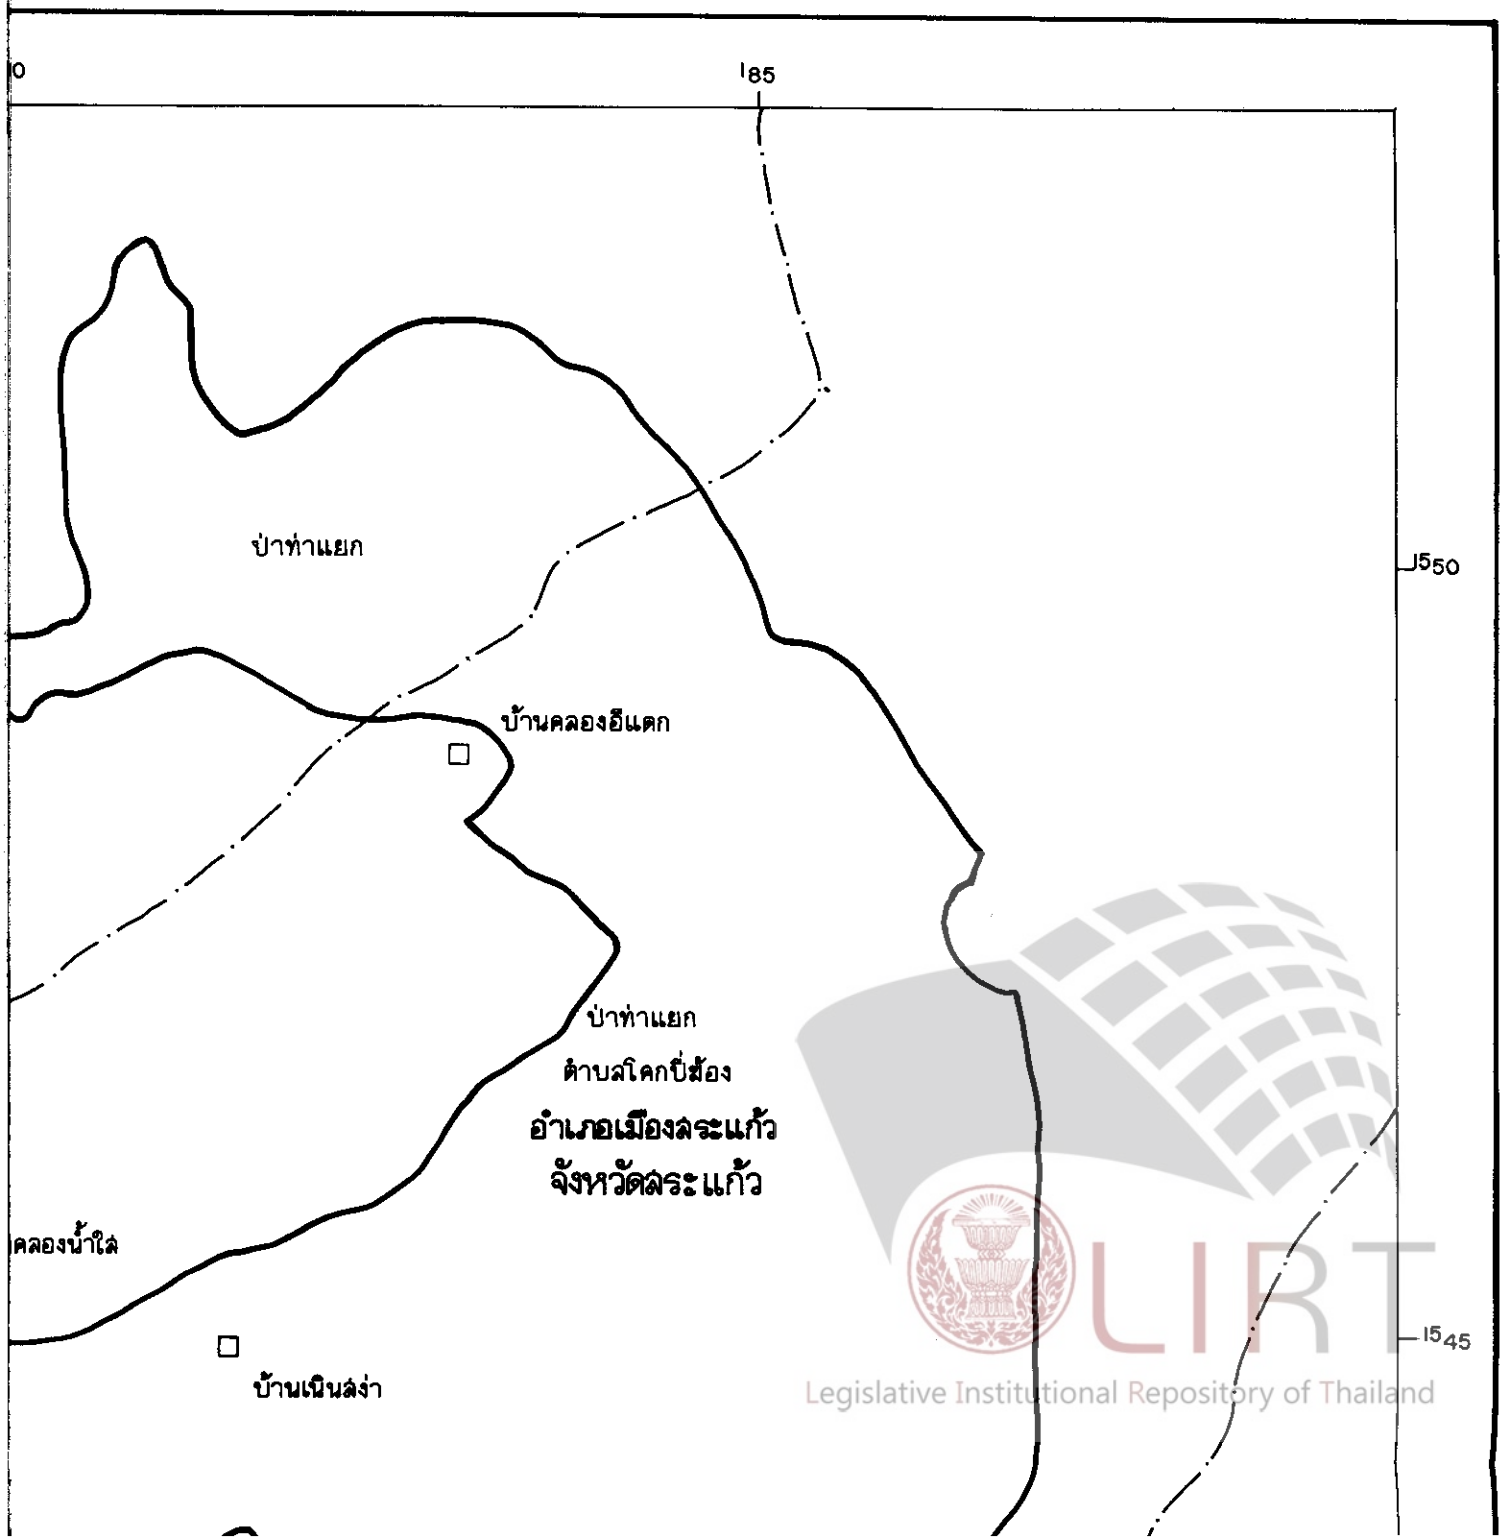 185
ป่าท่าแยก
1550
บ้านคลองอีแตก
ป่าท่าแยก
ตำบลโคกปี่ฆ้อง
อำเภอเมืองสระแก้ว
จังหวัดสระแก้ว
คลองน้ำใส
LIRT
1545
Legislative Institutional Repository of Thailand
บ้านเนินสง่า